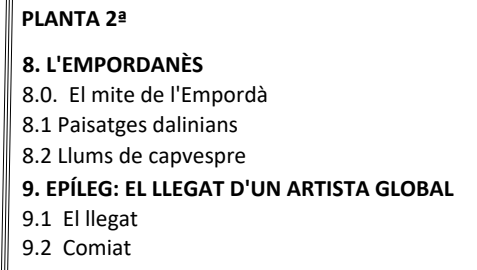 PLANTA 2ª
8. L'EMPORDANÈS
8.0. El mite de l'Empordà
8.1 Paisatges dalinians
8.2 Llums de capvespre
9. EPÍLEG: EL LLEGAT D'UN ARTISTA GLOBAL
9.1 El llegat
9.2 Comiat